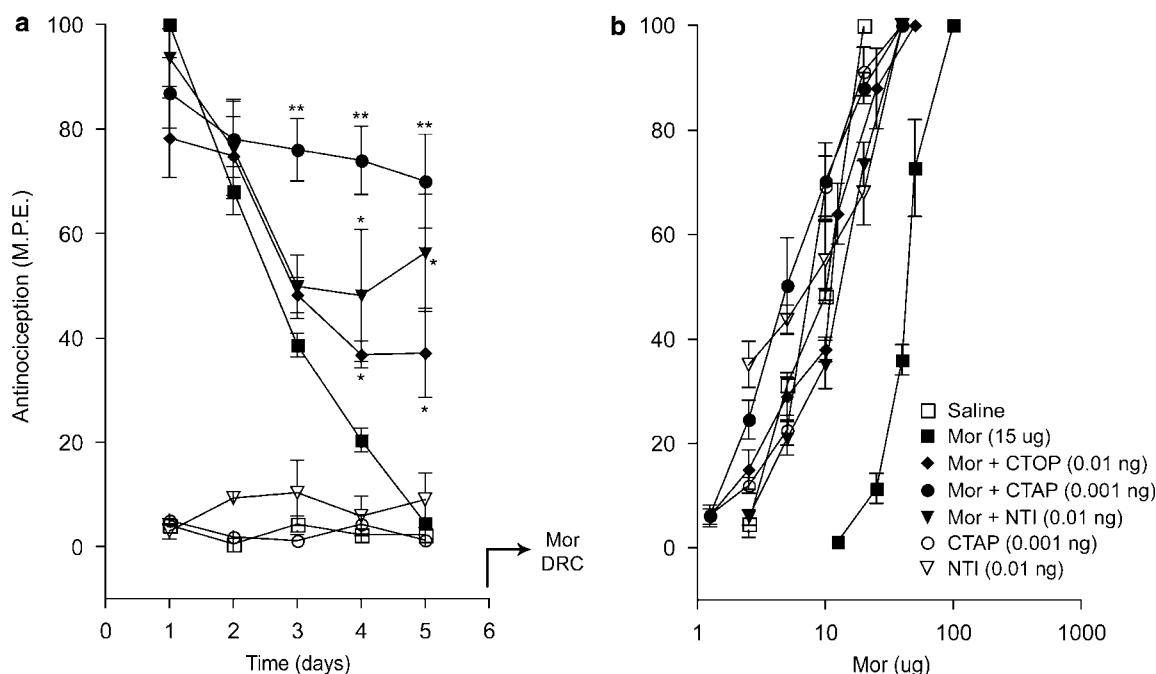 a
100
80
60
40
20
0
Antinociception (M.P.E.)
**
**
**
*
*
*
*
Mor
DRC
0
1
2
3
4
5
6
Time (days)
b
100
80
60
40
20
0
Saline
Mor (15 ug)
Mor + CTOP (0.01 ng)
Mor + CTAP (0.001 ng)
Mor + NTI (0.01 ng)
CTAP (0.001 ng)
NTI (0.01 ng)
1
10
100
1000
Mor (ug)